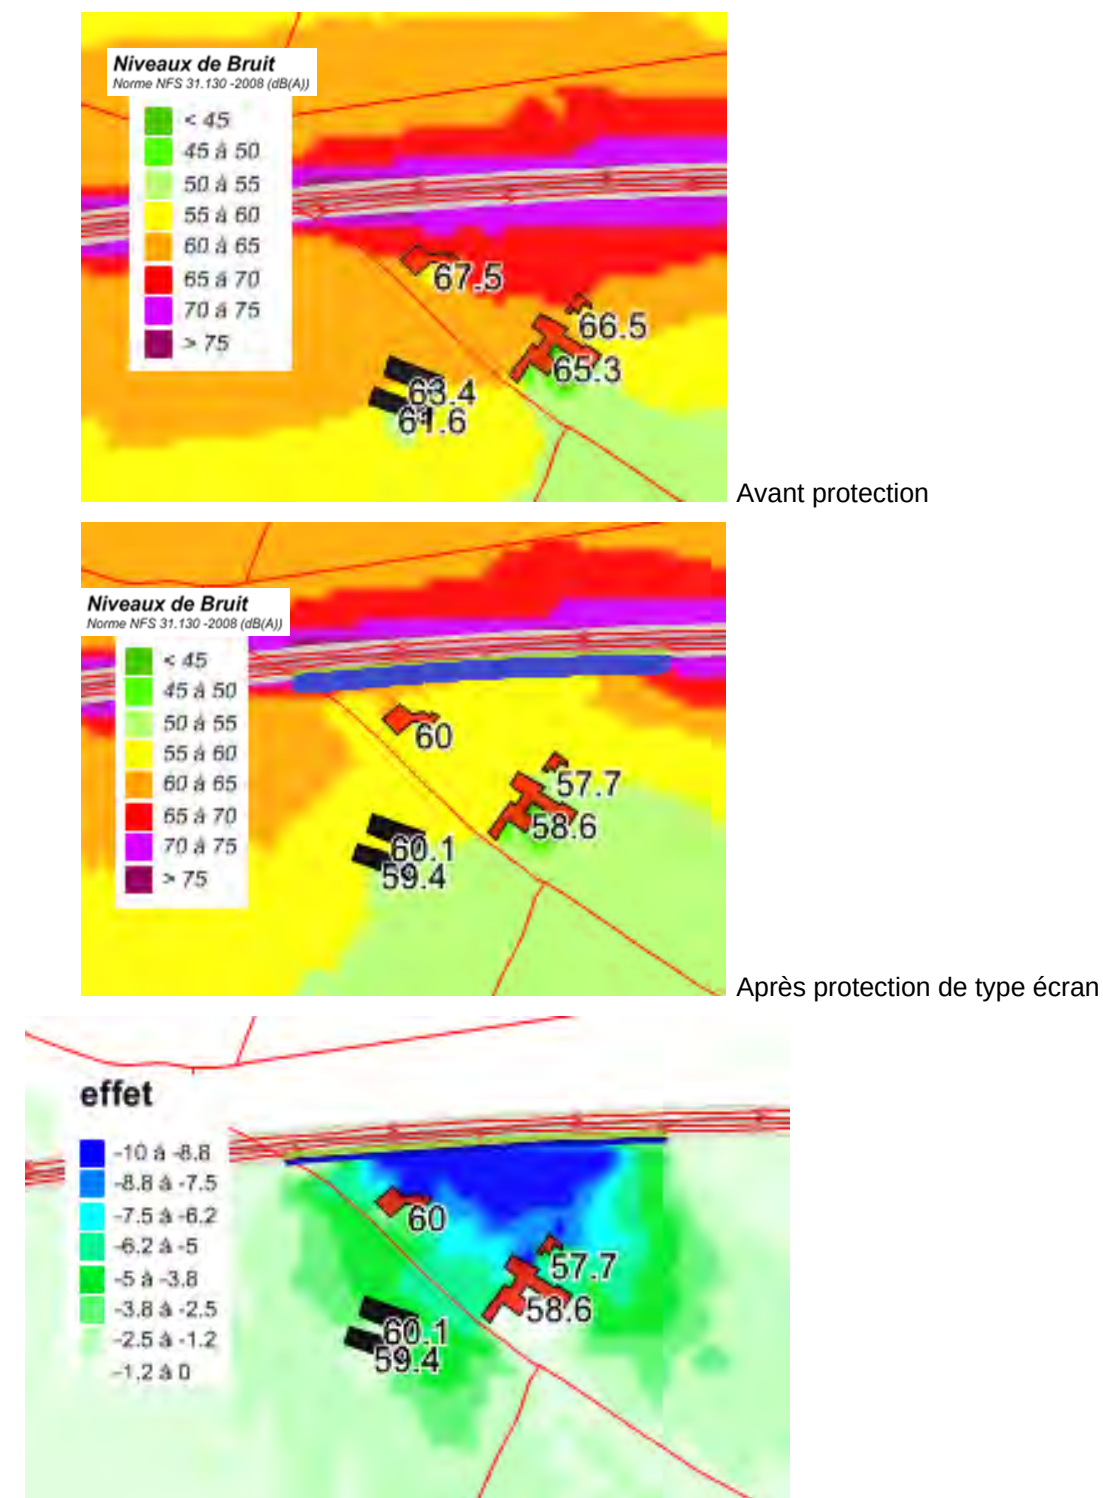 Niveaux de Bruit
Norme NFS 31.130 -2008 (dB(A))
< 45
45 à 50
50 à 55
55 à 60
60 à 65
65 à 70
70 à 75
> 75
67.5
66.5
65.3
63.4
61.6
Avant protection
Niveaux de Bruit
Norme NFS 31.130 -2008 (dB(A))
< 45
45 à 50
50 à 55
55 à 60
60 à 65
65 à 70
70 à 75
> 75
60
57.7
58.6
60.1
59.4
Après protection de type écran
effet
-10 à -8.8
-8.8 à -7.5
-7.5 à -6.2
-6.2 à -5
-5 à -3.8
-3.8 à -2.5
-2.5 à -1.2
-1.2 à 0
60
57.7
58.6
60.1
59.4